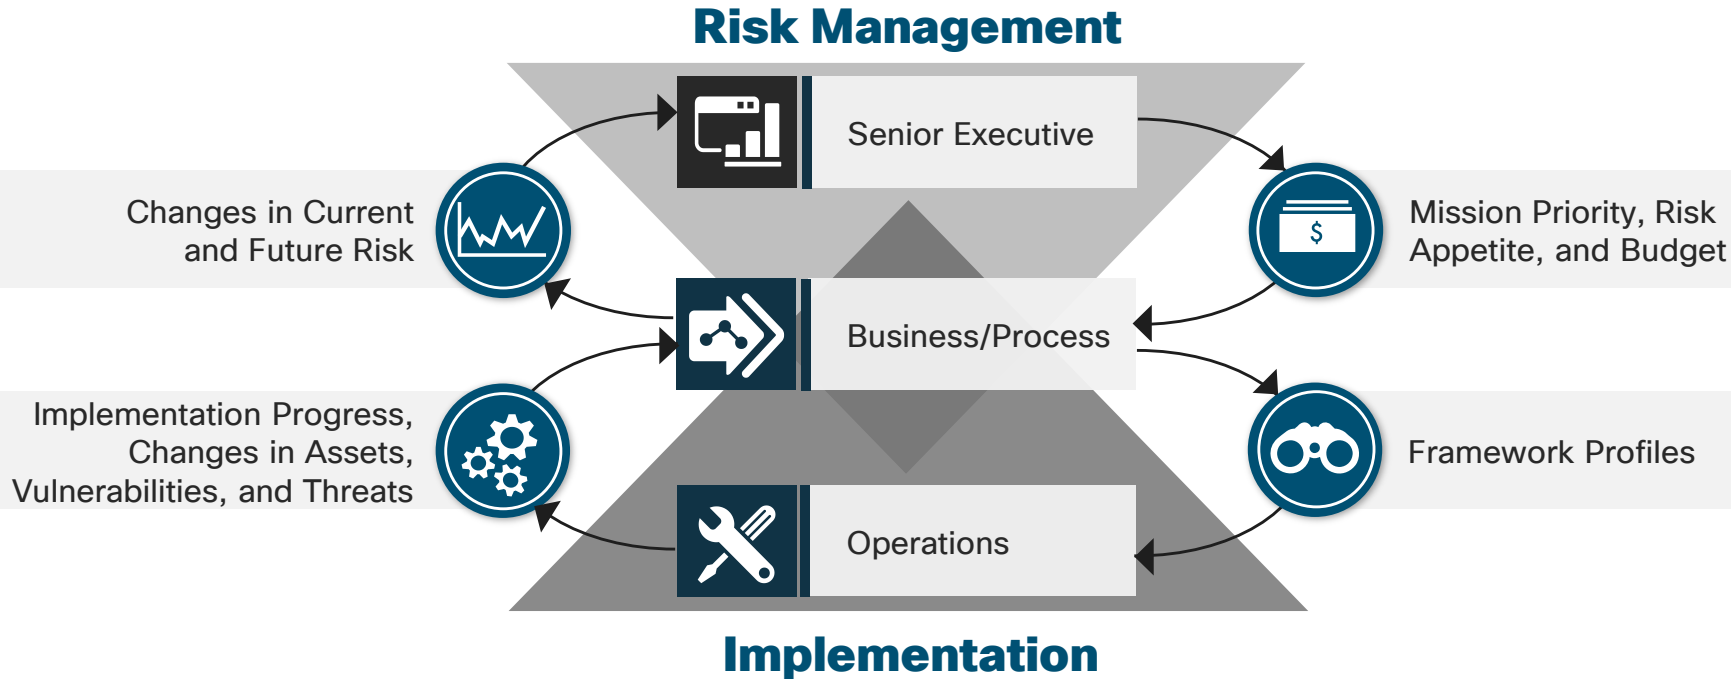 Risk Management
Senior Executive
Changes in Current
and Future Risk
$
Mission Priority, Risk
Appetite, and Budget
Business/Process
Implementation Progress,
Changes in Assets,
Vulnerabilities, and Threats
Framework Profiles
Operations
Implementation